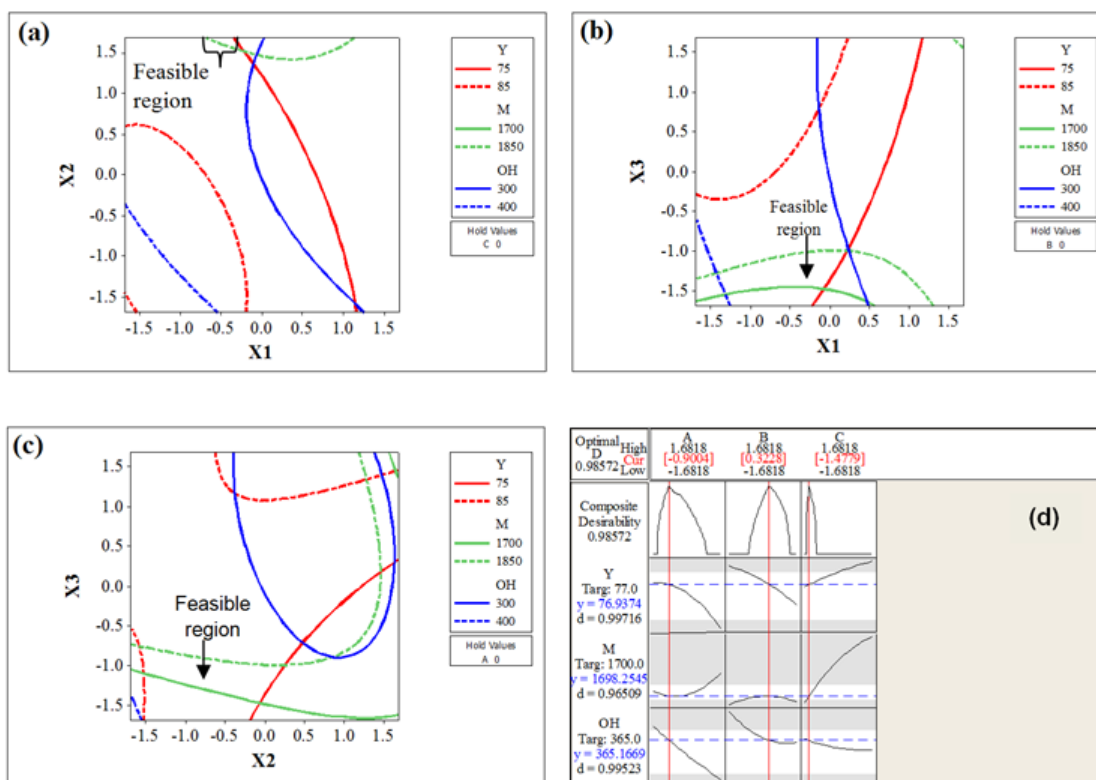 (a)
Feasible
region
X2
1.5
1.0
0.5
0.0
-0.5
-1.0
-1.5
-1.5 -1.0 -0.5 0.0 0.5 1.0 1.5
X1
Y
75
85
M
1700
1850
OH
300
400
Hold Values
C 0
(b)
X3
1.5
1.0
0.5
0.0
-0.5
-1.0
-1.5
Feasible
region
-1.5 -1.0 -0.5 0.0 0.5 1.0 1.5
X1
Y
75
85
M
1700
1850
OH
300
400
Hold Values
B 0
(c)
X3
1.5
1.0
0.5
0.0
-0.5
-1.0
-1.5
Feasible
region
-1.5 -1.0 -0.5 0.0 0.5 1.0 1.5
X2
Y
75
85
M
1700
1850
OH
300
400
Hold Values
A 0
(d)
Optimal
D
0.98572
High
Cur
Low
A
1.6818
[-0.9004]
-1.6818
B
1.6818
[0.3228]
-1.6818
C
1.6818
[-1.4779]
-1.6818
Composite
Desirability
0.98572
Y
Targ: 77.0
y = 76.9374
d = 0.99716
M
Targ: 1700.0
y = 1698.2545
d = 0.96509
OH
Targ: 365.0
y = 365.1669
d = 0.99523